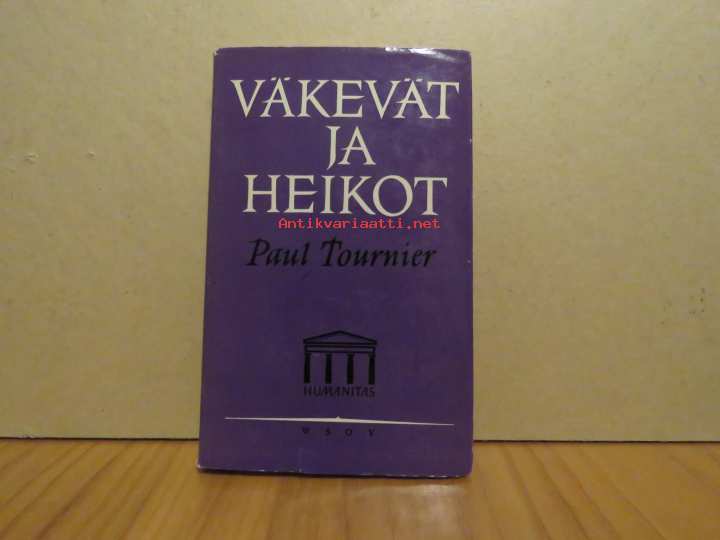 VÄKEVÄT
JA
HEIKOT
Antikvariaatti.net
Paul Tournier
HUMANITAS
WSOY